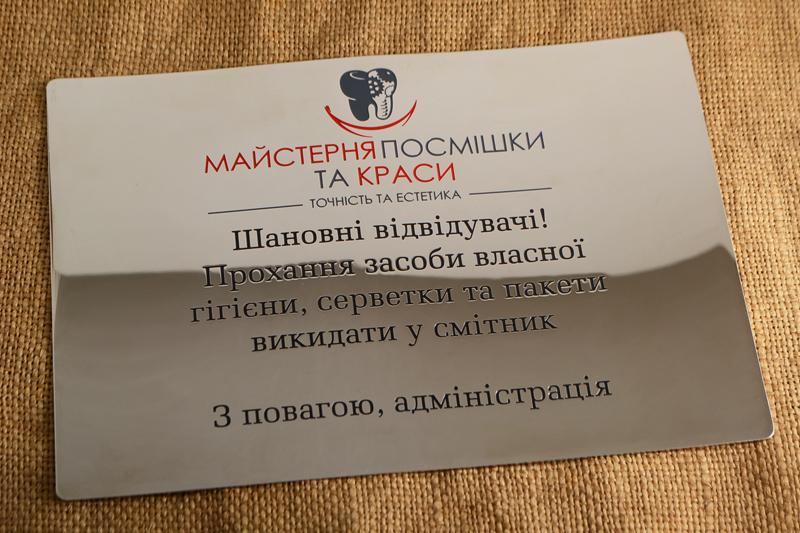 МАЙСТЕРНЯ ПОСМІШКИ
ТА КРАСИ
ТОЧНІСТЬ ТА ЕСТЕТИКА
Шановні відвідувачі!
Прохання засоби власної
гігієни, серветки та пакети
викидати у смітник
З повагою, адміністрація